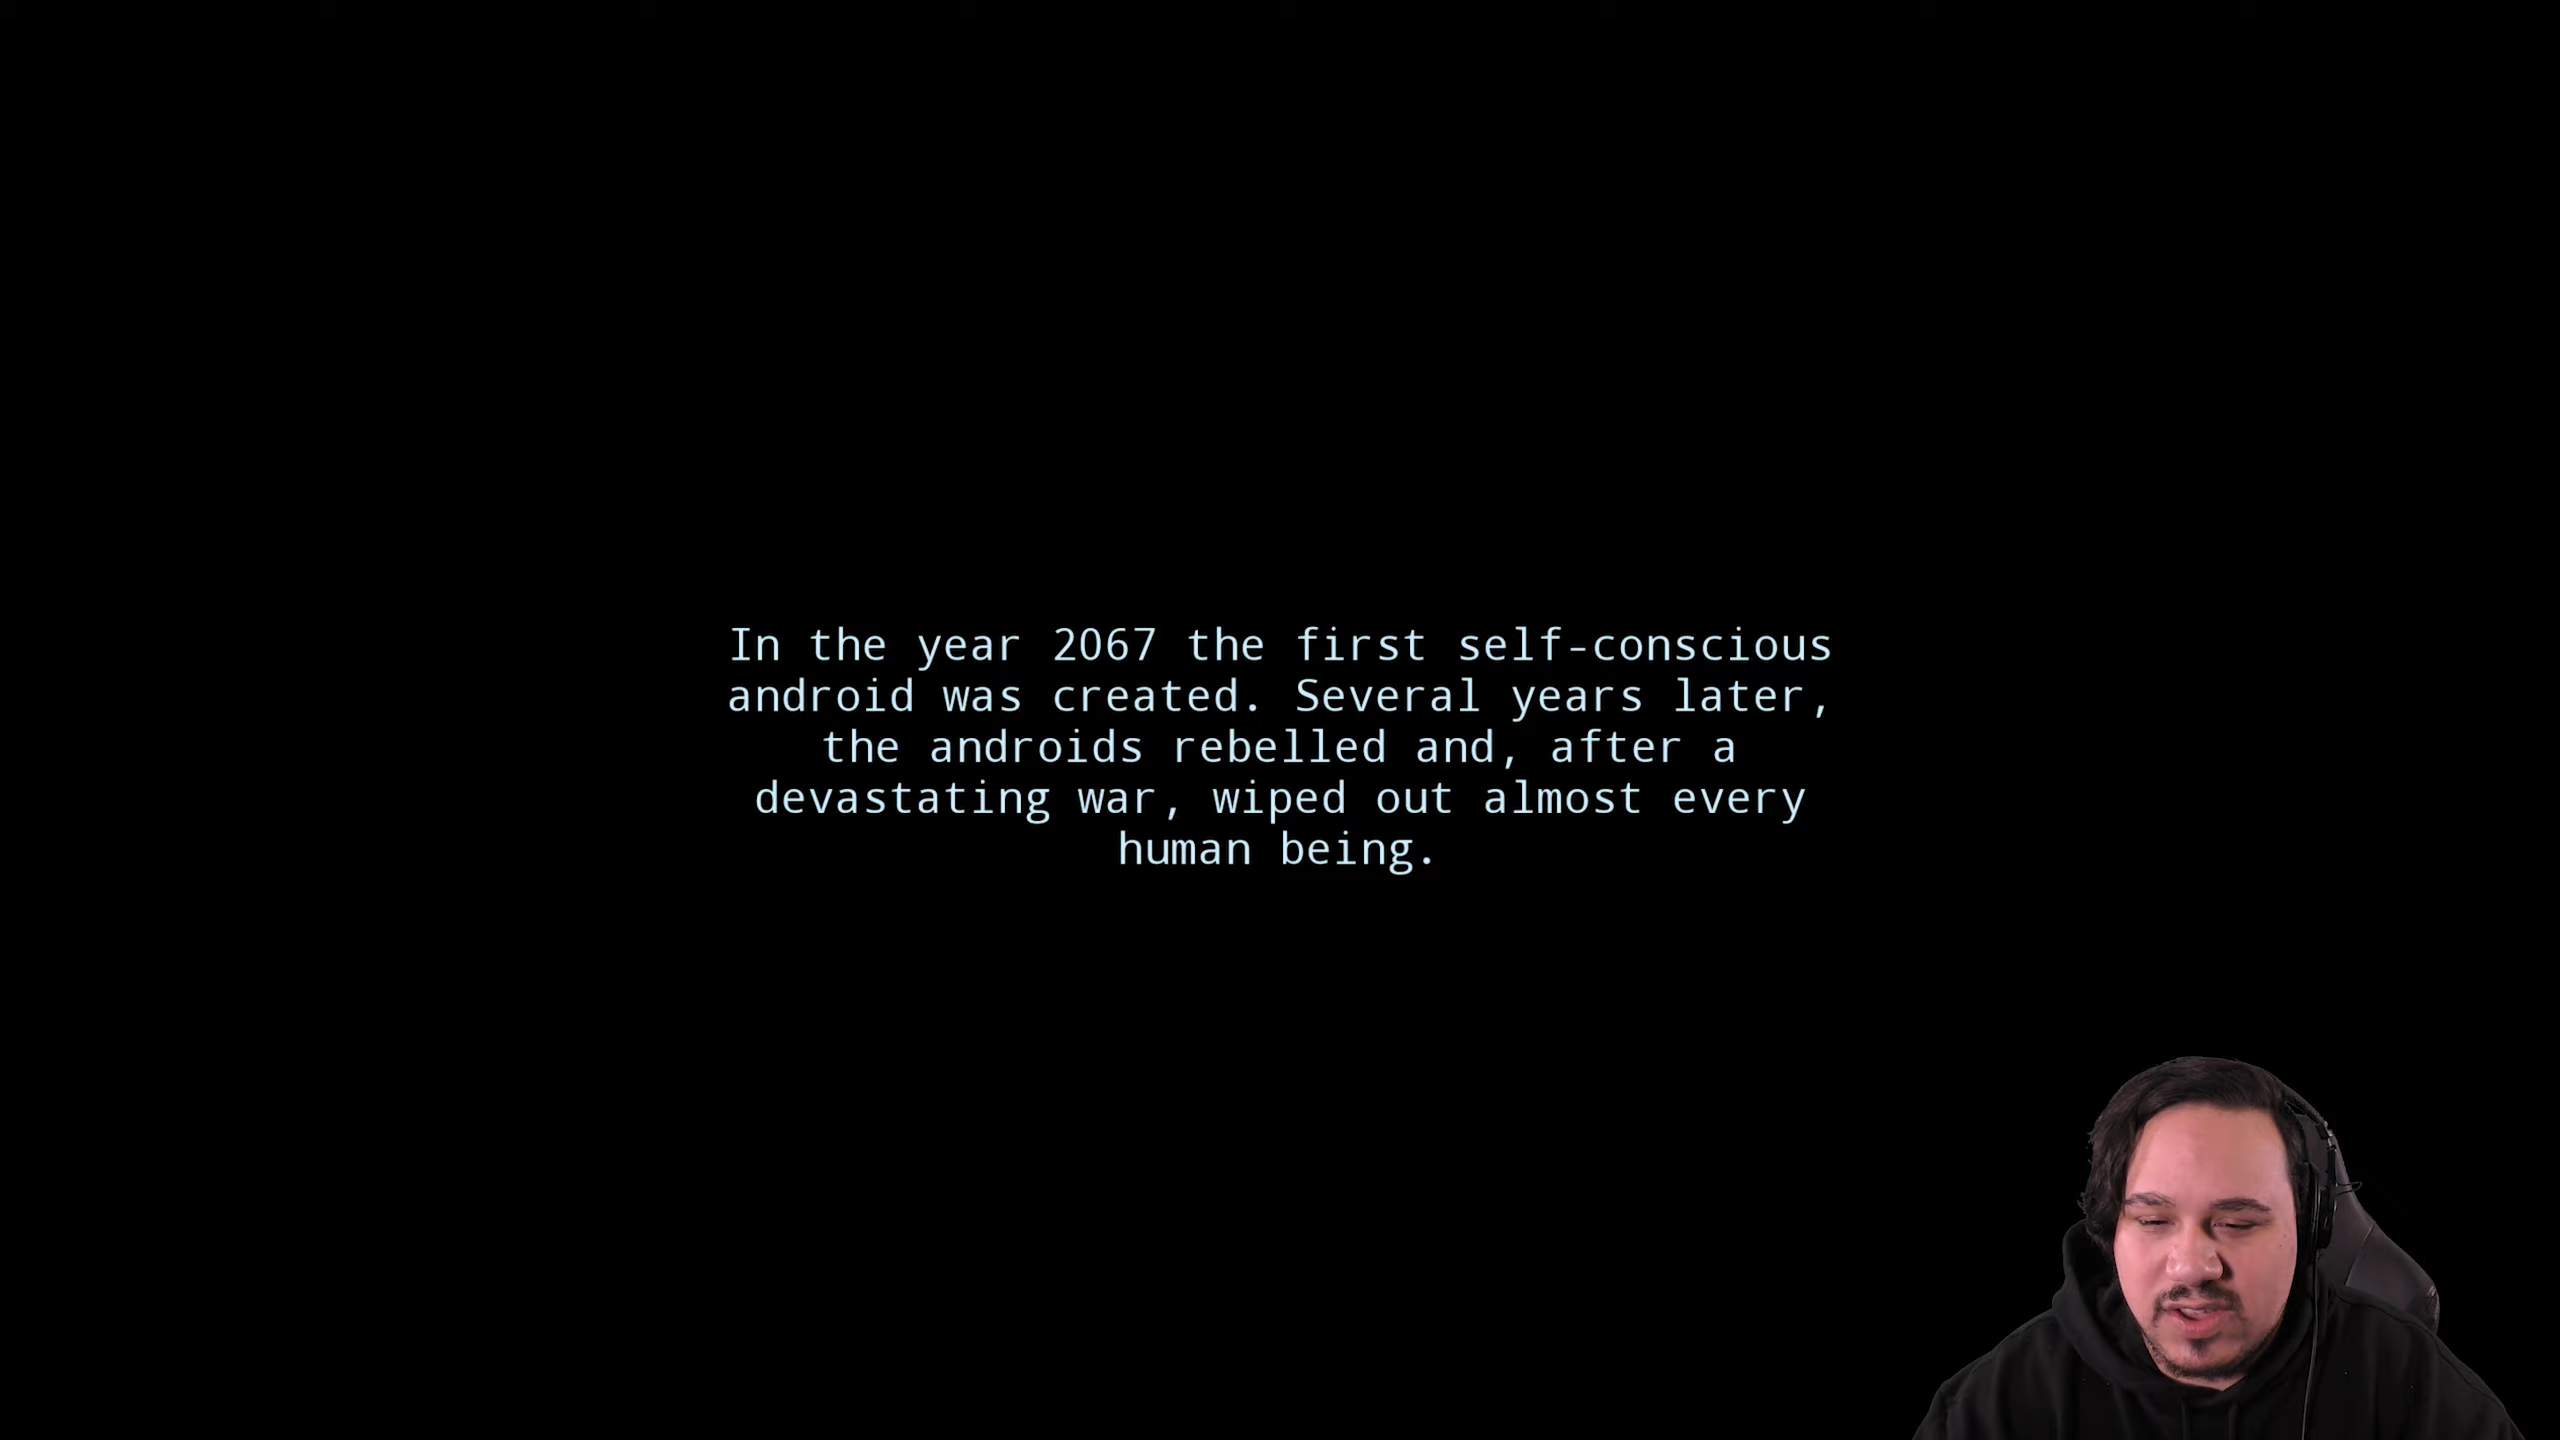 In the year 2067 the first self-conscious
android was created. Several years later,
the androids rebelled and, after a
devastating war, wiped out almost every
human being.